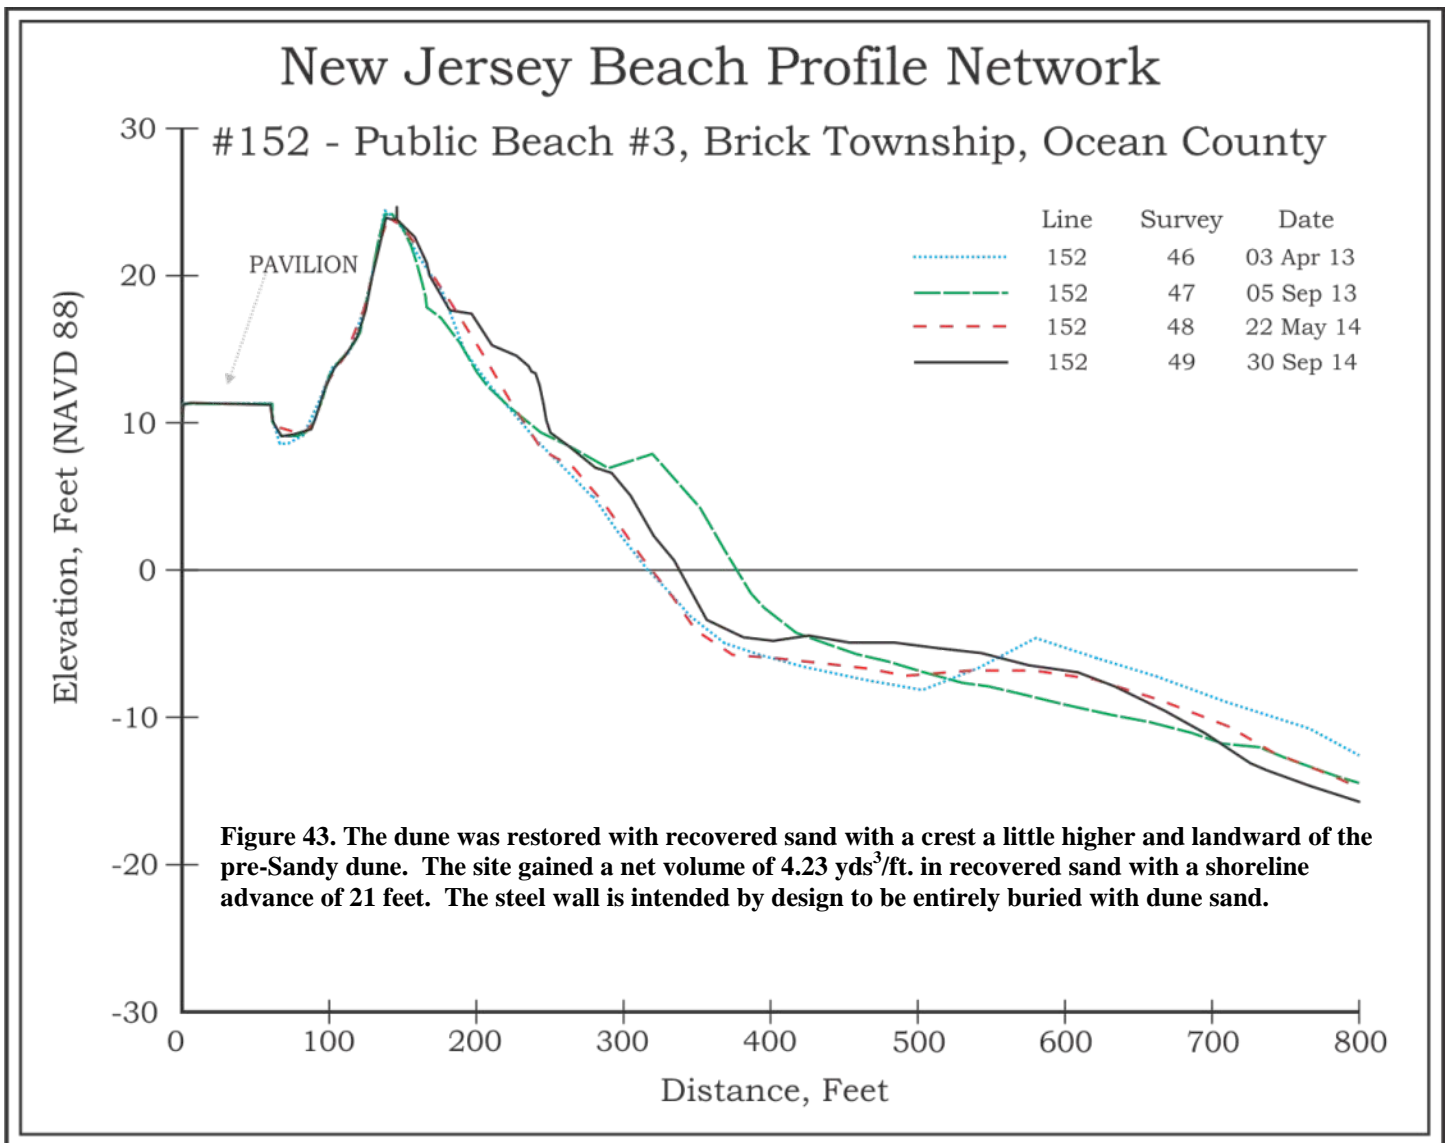 New Jersey Beach Profile Network
#152 - Public Beach #3, Brick Township, Ocean County
Line Survey Date
152 46 03 Apr 13
152 47 05 Sep 13
152 48 22 May 14
152 49 30 Sep 14
PAVILION
Elevation, Feet (NAVD 88)
30
20
10
0
-10
-20
-30
Figure 43. The dune was restored with recovered sand with a crest a little higher and landward of the
pre-Sandy dune. The site gained a net volume of 4.23 yds³/ft. in recovered sand with a shoreline
advance of 21 feet. The steel wall is intended by design to be entirely buried with dune sand.
0 100 200 300 400 500 600 700 800
Distance, Feet